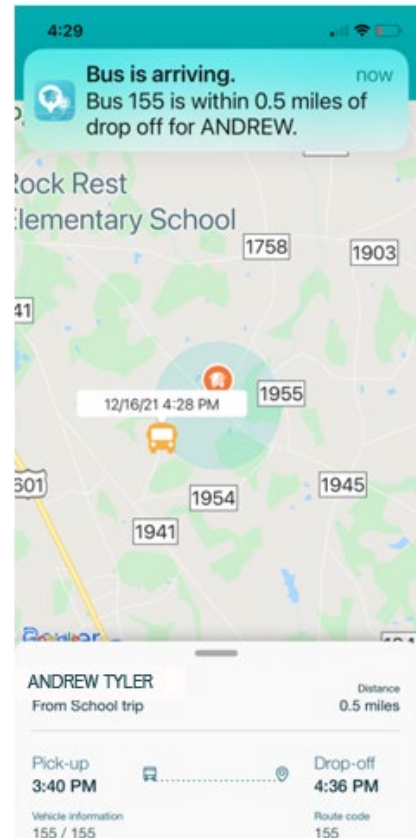 4:29
Bus is arriving.
now
Bus 155 is within 0.5 miles of
drop off for ANDREW.
Rock Rest
Elementary School
1758
1903
41
12/16/21 4:28 PM
1955
601
1954
1945
1941
ANDREW TYLER
Distance
From School trip
0.5 miles
Pick-up
Drop-off
3:40 PM
4:36 PM
Vehicle information
Route code
155 / 155
155